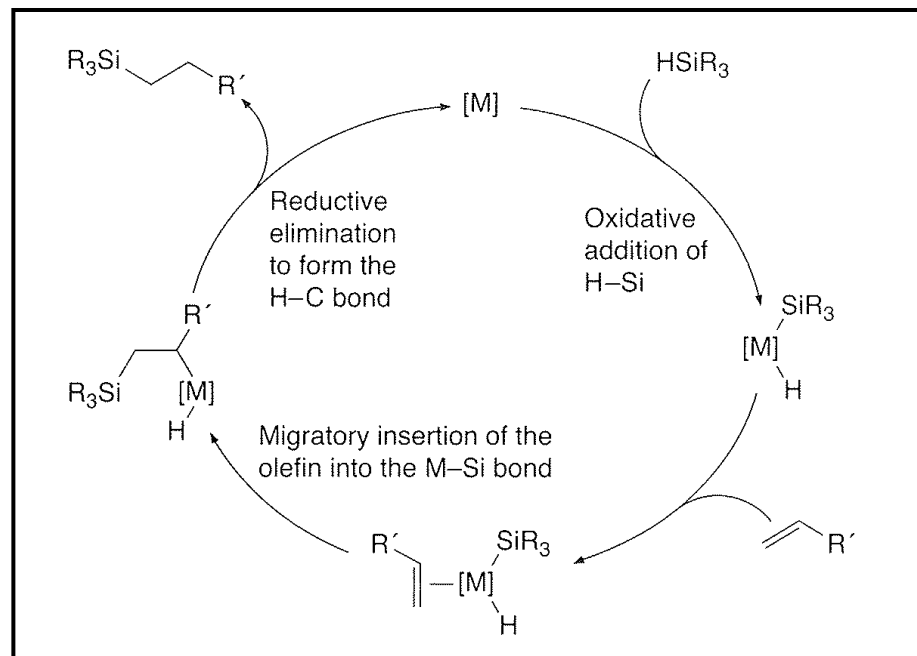 R₃Si
R′
[M]
HSiR₃
Reductive
elimination
to form the
H–C bond
Oxidative
addition of
H–Si
R′
R₃Si
[M]
H
SiR₃
[M]
H
Migratory insertion of the
olefin into the M–Si bond
R′
R′
SiR₃
[M]
H